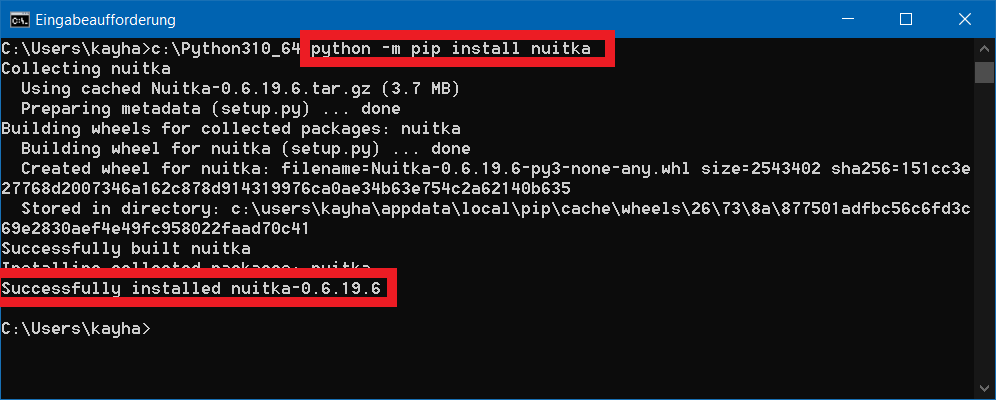 Eingabeaufforderung
C:\Users\kayha>c:\Python310_64 python -m pip install nuitka
Collecting nuitka
Using cached Nuitka-0.6.19.6.tar.gz (3.7 MB)
Preparing metadata (setup.py) ... done
Building wheels for collected packages: nuitka
Building wheel for nuitka (setup.py) ... done
Created wheel for nuitka: filename=Nuitka-0.6.19.6-py3-none-any.whl size=2543402 sha256=151cc3e
27768d2007346a162c878d914319976ca0ae34b63e754c2a62140b635
Stored in directory: c:\users\kayha\appdata\local\pip\cache\wheels\26\73\8a\877501adfbc56c6fd3c
69e2830aef4e49fc958022faad70c41
Successfully built nuitka
Installing collected packages: nuitka
Successfully installed nuitka-0.6.19.6
C:\Users\kayha>